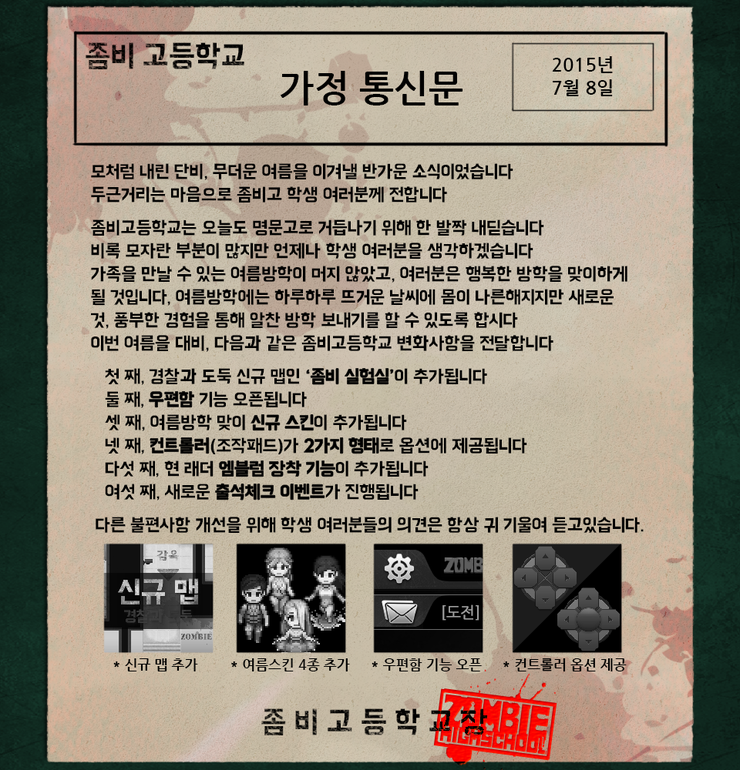 좀비 고등학교
가정 통신문
2015년
7월 8일
모처럼 내린 단비, 무더운 여름을 이겨낼 반가운 소식이었습니다
두근거리는 마음으로 좀비고 학생 여러분께 전합니다
좀비고등학교는 오늘도 명문고로 거듭나기 위해 한 발짝 내딛습니다
비록 모자란 부분이 많지만 언제나 학생 여러분을 생각하겠습니다
가족을 만날 수 있는 여름방학이 머지 않았고, 여러분은 행복한 방학을 맞이하게
될 것입니다, 여름방학에는 하루하루 뜨거운 날씨에 몸이 나른해지지만 새로운
것, 풍부한 경험을 통해 알찬 방학 보내기를 할 수 있도록 합시다
이번 여름을 대비, 다음과 같은 좀비고등학교 변화사항을 전달합니다
첫 째, 경찰과 도둑 신규 맵인 ‘좀비 실험실’이 추가됩니다
둘 째, 우편함 기능 오픈됩니다
셋 째, 여름방학 맞이 신규 스킨이 추가됩니다
넷 째, 컨트롤러(조작패드)가 2가지 형태로 옵션에 제공됩니다
다섯 째, 현 래더 엠블럼 장착 기능이 추가됩니다
여섯 째, 새로운 출석체크 이벤트가 진행됩니다
다른 불편사항 개선을 위해 학생 여러분들의 의견은 항상 귀 기울여 듣고있습니다.
감옥
신규 맵
경찰과 도둑
ZOMBIE
ZOMB
[도전]
* 신규 맵 추가
* 여름스킨 4종 추가
* 우편함 기능 오픈
* 컨트롤러 옵션 제공
좀비고등학교장
ZOMBIE
HIGHSCHOOL